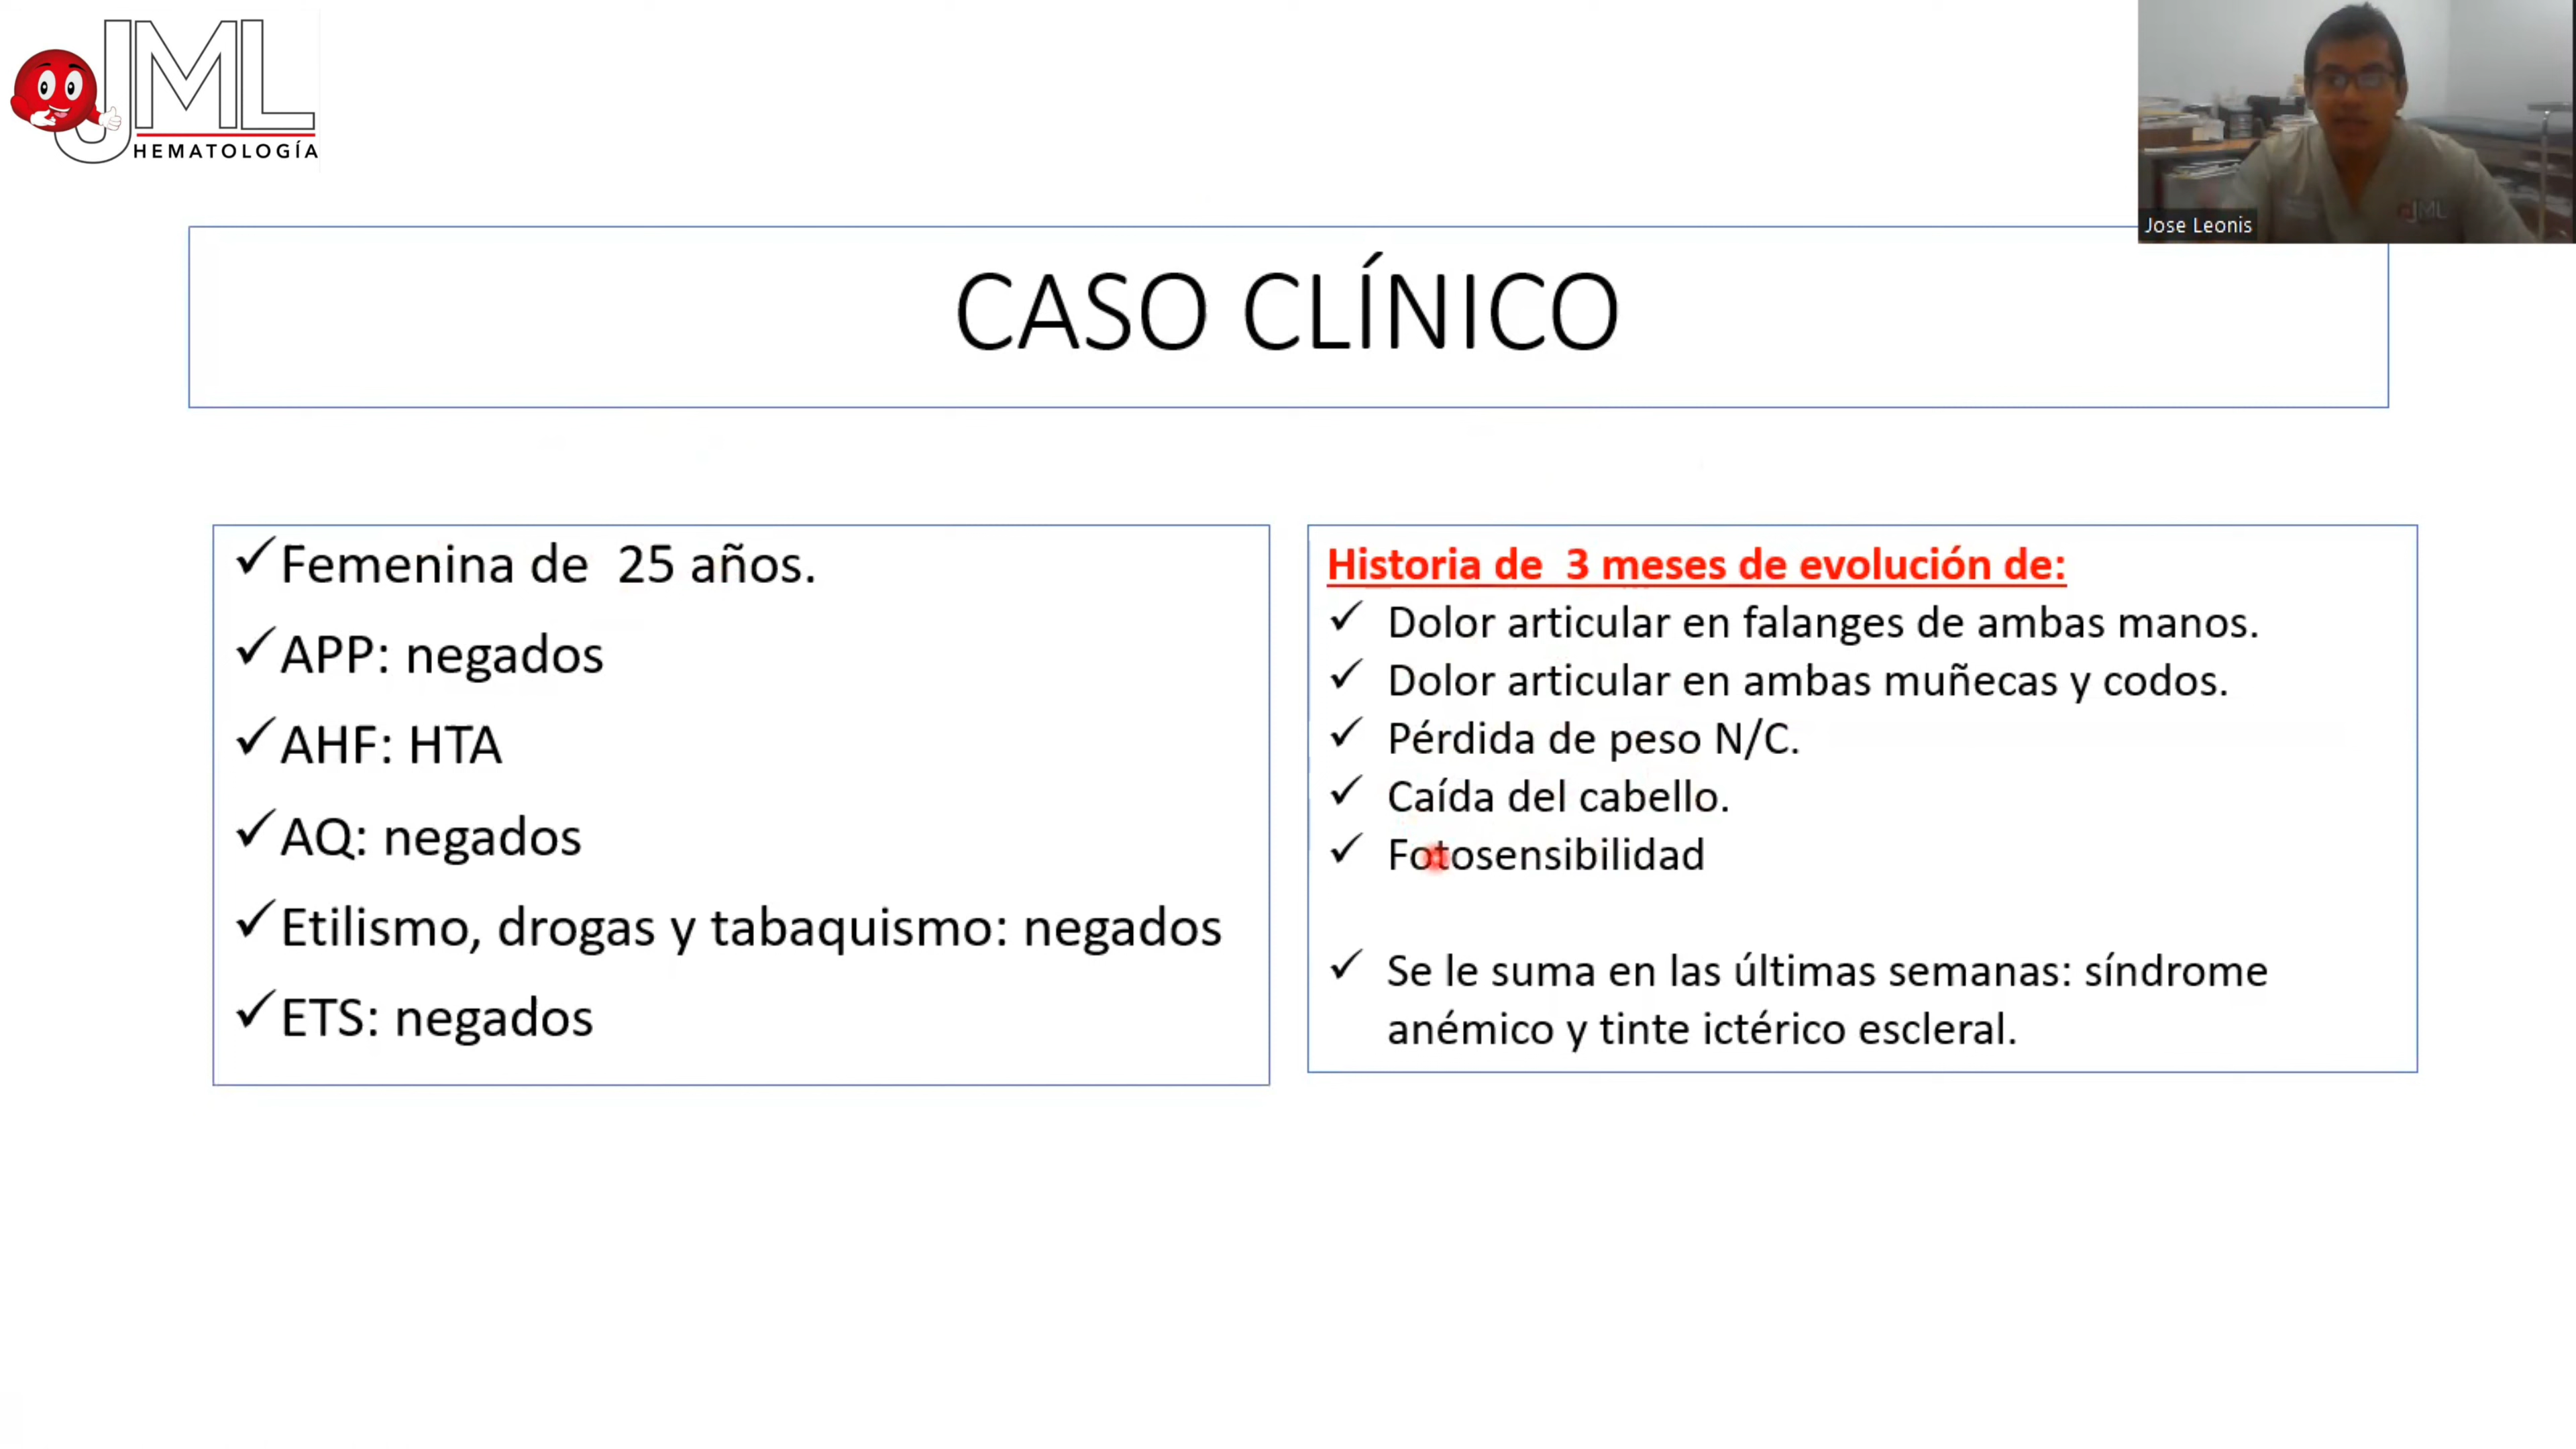 JML
HEMATOLOGÍA
Jose Leonis
CASO CLÍNICO
✓Femenina de 25 años.
✓APP: negados
✓AHF: HTA
✓AQ: negados
✓Etilismo, drogas y tabaquismo: negados
✓ETS: negados
Historia de 3 meses de evolución de:
✓ Dolor articular en falanges de ambas manos.
✓ Dolor articular en ambas muñecas y codos.
✓ Pérdida de peso N/C.
✓ Caída del cabello.
✓ Fotosensibilidad
✓ Se le suma en las últimas semanas: síndrome
anémico y tinte ictérico escleral.